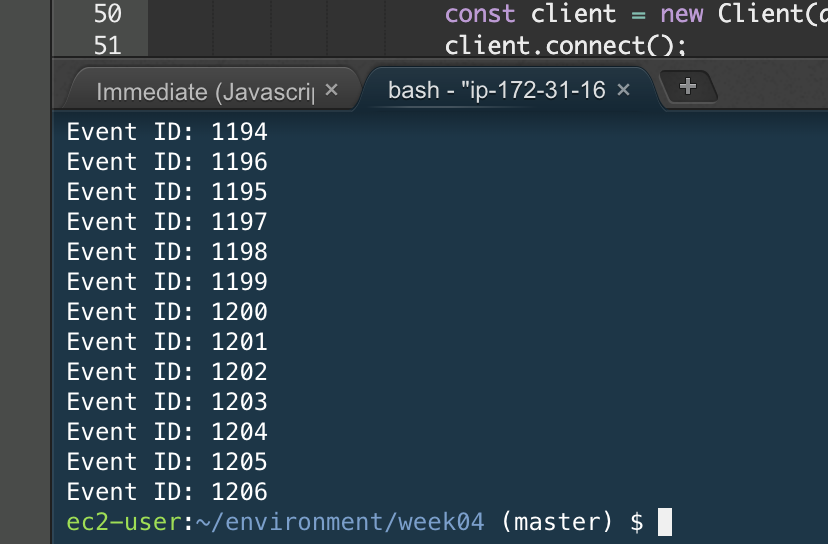 50 const client = new Client(
51 client.connect();
Immediate (Javascrip × bash - "ip-172-31-16 × +
Event ID: 1194
Event ID: 1196
Event ID: 1195
Event ID: 1197
Event ID: 1198
Event ID: 1199
Event ID: 1200
Event ID: 1201
Event ID: 1202
Event ID: 1203
Event ID: 1204
Event ID: 1205
Event ID: 1206
ec2-user:~/environment/week04 (master) $